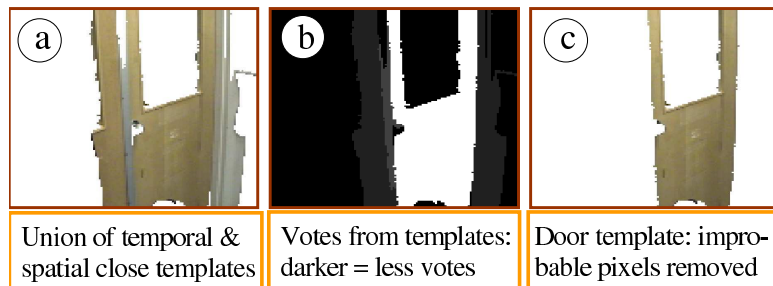 a
b
c
Union of temporal &
spatial close templates
Votes from templates:
darker = less votes
Door template: impro-
bable pixels removed